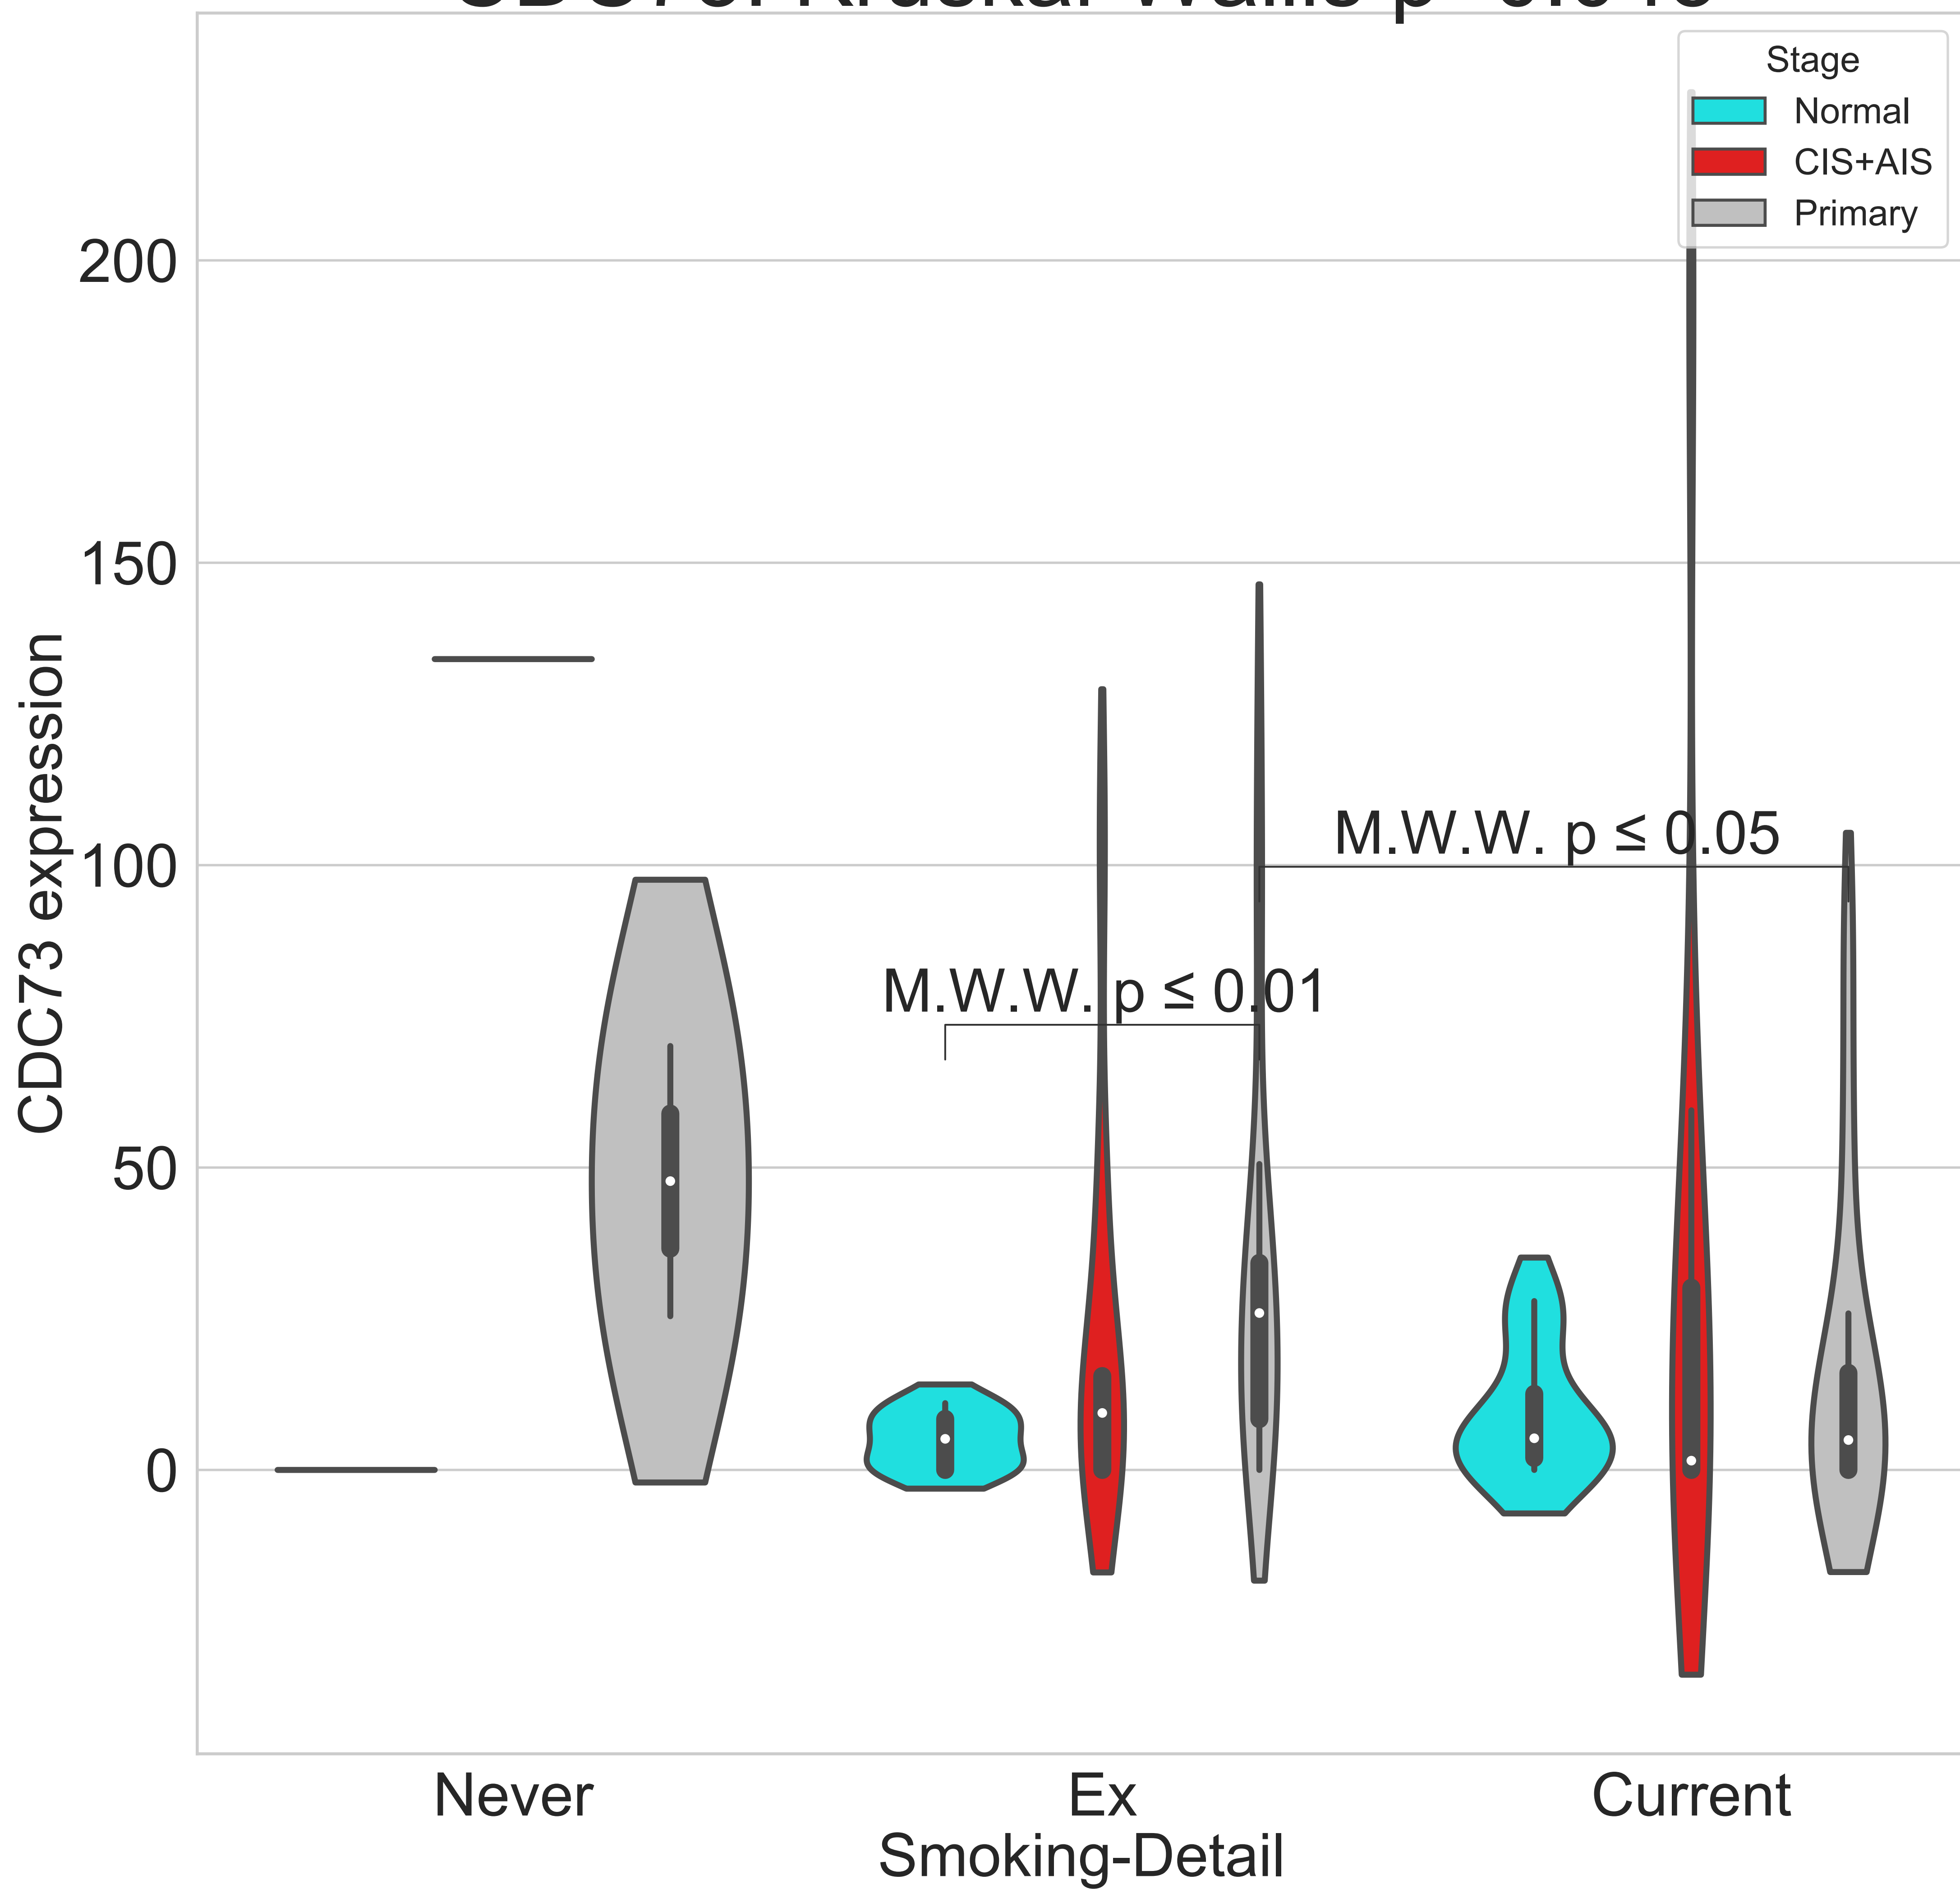 Stage
Normal
CIS+AIS
Primary
200
150
100
50
0
CDC73 expression
M.W.W. p ≤ 0.05
M.W.W. p ≤ 0.01
Never
Ex
Current
Smoking-Detail